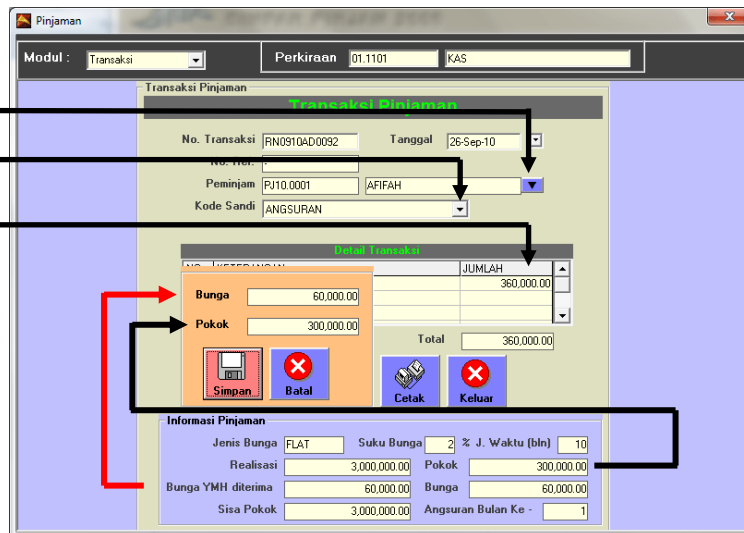 Pinjaman
Modul : Transaksi Perkiraan 01.1101 KAS
Transaksi Pinjaman
Transaksi Pinjaman
No. Transaksi RN0910AD0092 Tanggal 26-Sep-10
No. Ref. -
Peminjam PJ10.0001 AFIFAH
Kode Sandi ANGSURAN
Detail Transaksi
NO KETERANGAN JUMLAH
360,000.00
Bunga 60,000.00
Pokok 300,000.00
Total 360,000.00
Simpan Batal Cetak Keluar
Informasi Pinjaman
Jenis Bunga FLAT Suku Bunga 2 % J. Waktu (bln) 10
Realisasi 3,000,000.00 Pokok 300,000.00
Bunga YMH diterima 60,000.00 Bunga 60,000.00
Sisa Pokok 3,000,000.00 Angsuran Bulan Ke - 1